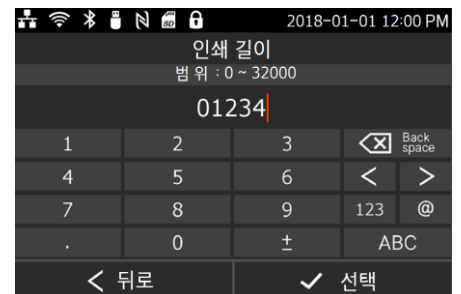 2018-01-01 12:00 PM
인쇄 길이
범 위 : 0 ~ 32000
01234
1 2 3 Back space
4 5 6 < >
7 8 9 123 @
. 0 ± ABC
< 뒤로 ✓ 선택